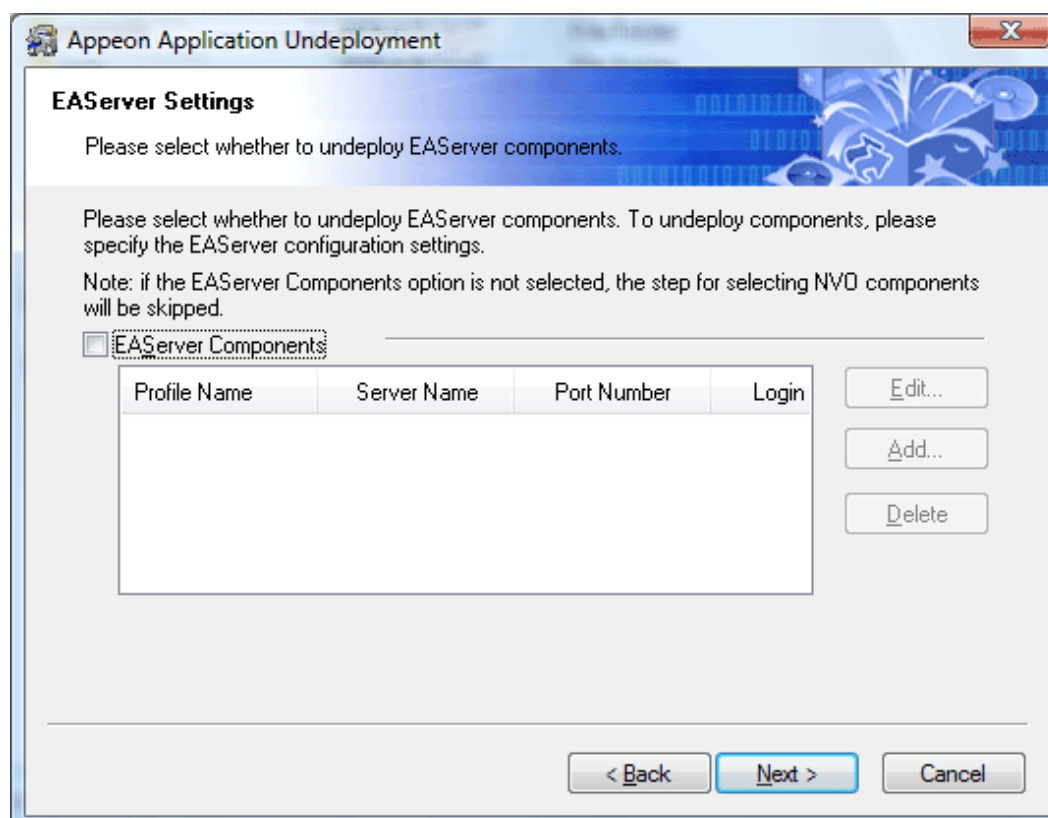 Appeon Application Undeployment
EAServer Settings
Please select whether to undeploy EAServer components.
Please select whether to undeploy EAServer components. To undeploy components, please
specify the EAServer configuration settings.
Note: if the EAServer Components option is not selected, the step for selecting NVO components
will be skipped.
EAServer Components
Profile Name Server Name Port Number Login
Edit...
Add...
Delete
< Back Next > Cancel